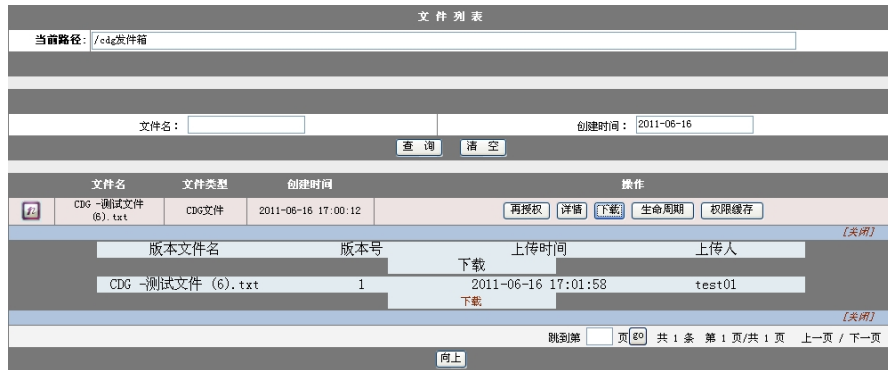 文 件 列 表
当前路径: /cdg发件箱
文件名: 创建时间: 2011-06-16
查 询 清 空
文件名 文件类型 创建时间 操作
CDG -测试文件 (6).txt CDG文件 2011-06-16 17:00:12 再授权 详情 下载 生命周期 权限缓存
[关闭]
版本文件名 版本号 上传时间 上传人
下载
CDG -测试文件 (6).txt 1 2011-06-16 17:01:58 test01
下载
[关闭]
跳到第 页 go 共 1 条 第 1 页/共 1 页 上一页 / 下一页
向上